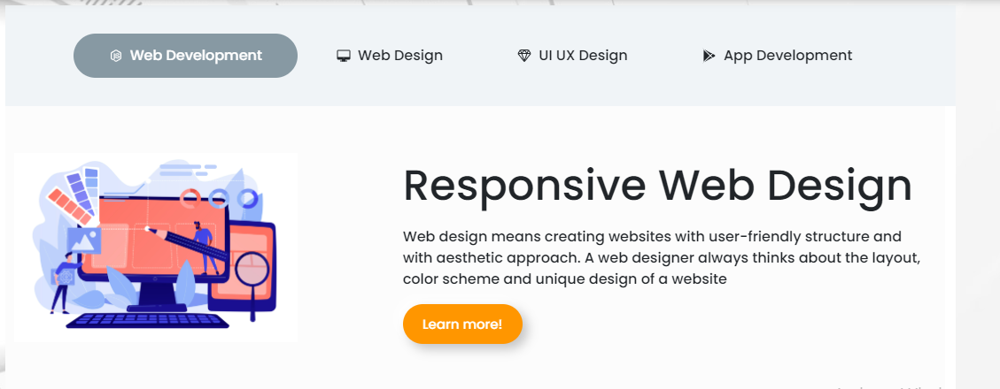 Web Development
Web Design
UI UX Design
App Development
Responsive Web Design
Web design means creating websites with user-friendly structure and
with aesthetic approach. A web designer always thinks about the layout,
color scheme and unique design of a website
Learn more!